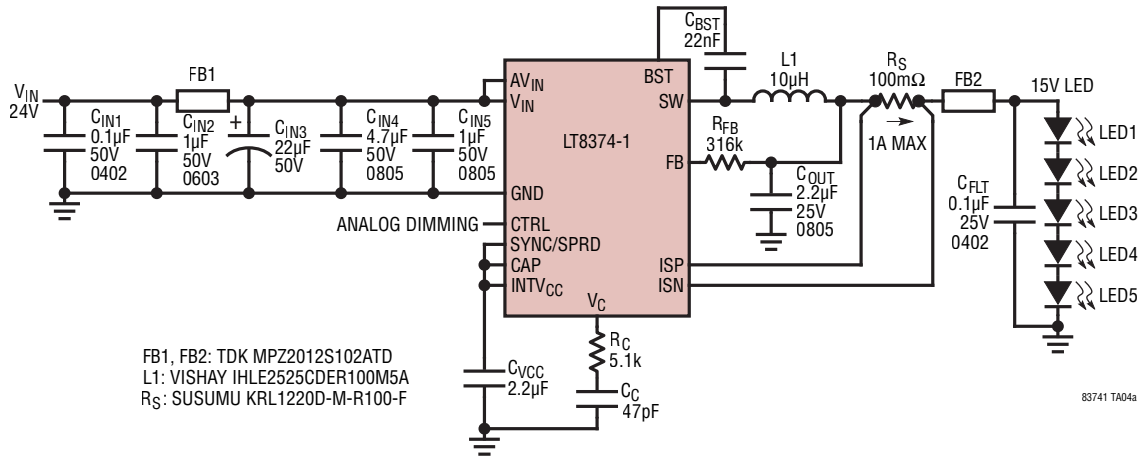 VIN
24V
FB1
CIN1
0.1µF
50V
0402
CIN2
1µF
50V
0603
+
CIN3
22µF
50V
CIN4
4.7µF
50V
0805
CIN5
1µF
50V
0805
AVIN
VIN
GND
ANALOG DIMMING
CTRL
SYNC/SPRD
CAP
INTVCC
LT8374-1
BST
SW
FB
ISP
ISN
VC
CBST
22nF
L1
10µH
RS
100mΩ
1A MAX
FB2
15V LED
RFB
316k
COUT
2.2µF
25V
0805
CFLT
0.1µF
25V
0402
LED1
LED2
LED3
LED4
LED5
RC
5.1k
CC
47pF
CVCC
2.2µF
FB1, FB2: TDK MPZ2012S102ATD
L1: VISHAY IHLE2525CDER100M5A
RS: SUSUMU KRL1220D-M-R100-F
83741 TA04a